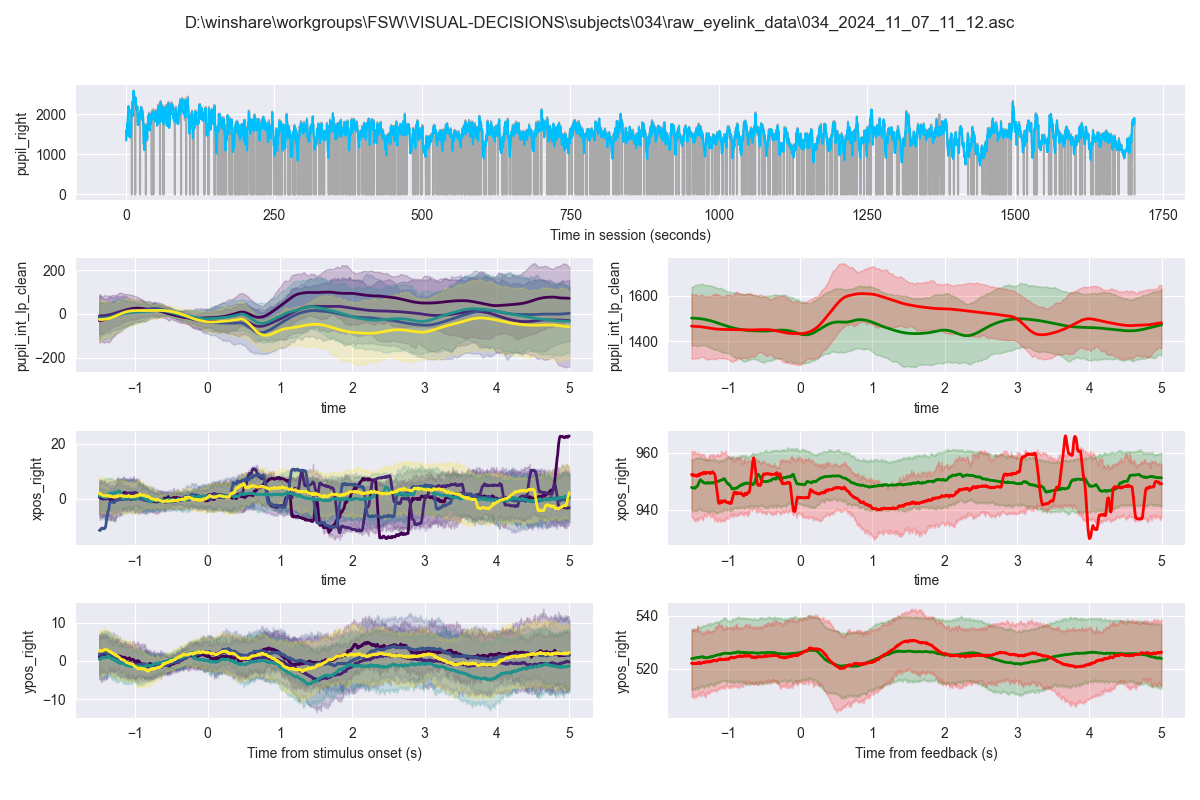 D:\winshare\workgroups\FSW\VISUAL-DECISIONS\subjects\034\raw_eyelink_data\034_2024_11_07_11_12.asc
pupil_right
2000
1000
0
0 250 500 750 1000 1250 1500 1750
Time in session (seconds)
pupil_int_lp_clean
200
0
−200
−1 0 1 2 3 4 5
time
pupil_int_lp_clean
1600
1400
−1 0 1 2 3 4 5
time
xpos_right
20
0
−1 0 1 2 3 4 5
time
xpos_right
960
940
−1 0 1 2 3 4 5
time
ypos_right
10
0
−10
−1 0 1 2 3 4 5
Time from stimulus onset (s)
ypos_right
540
520
−1 0 1 2 3 4 5
Time from feedback (s)